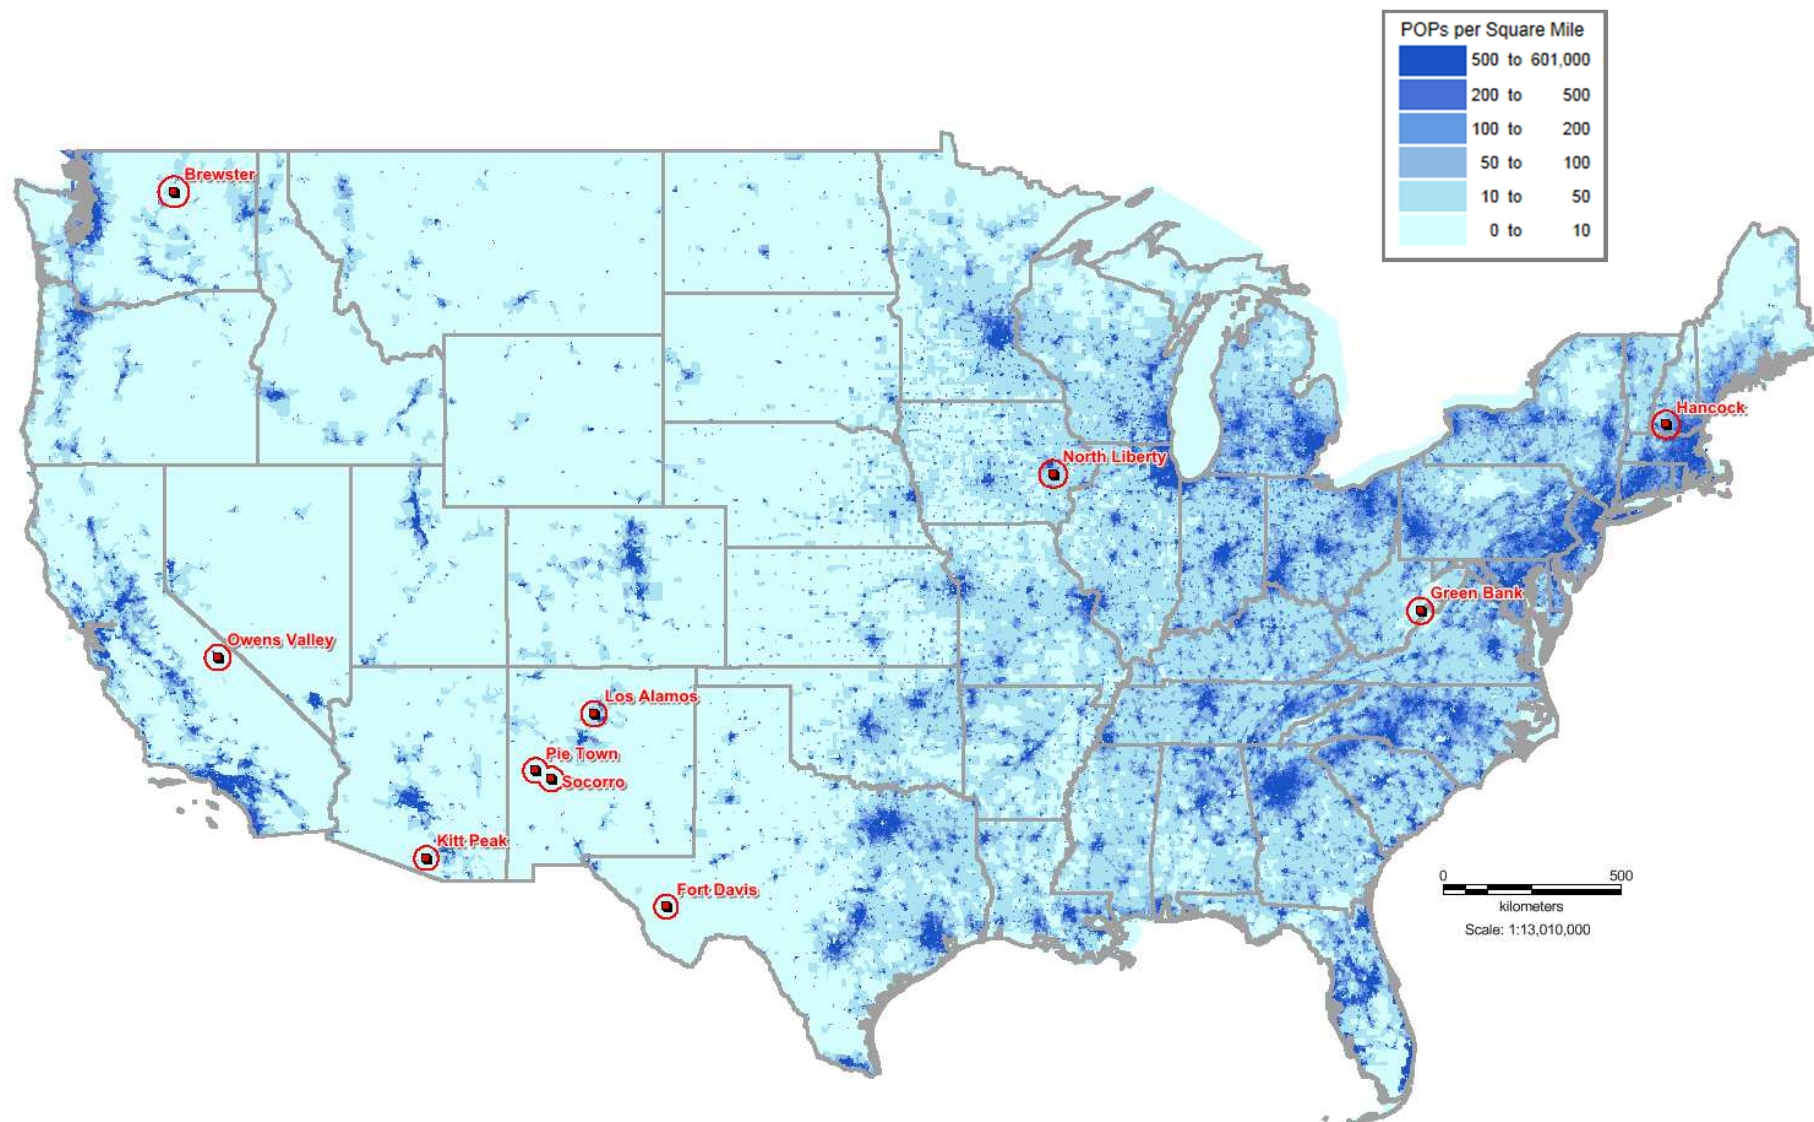 POPs per Square Mile
500 to 601,000
200 to 500
100 to 200
50 to 100
10 to 50
0 to 10
Brewster
Hancock
North Liberty
Green Bank
Owens Valley
Los Alamos
Pie Town
Socorro
Kitt Peak
Fort Davis
0 500
kilometers
Scale: 1:13,010,000